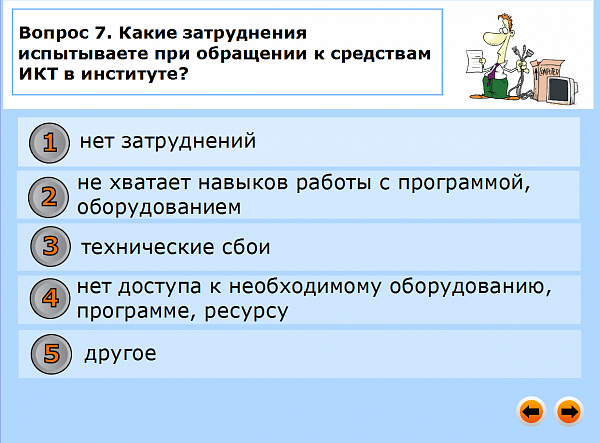 Вопрос 7. Какие затруднения
испытываете при обращении к средствам
ИКТ в институте?
1 нет затруднений
2 не хватает навыков работы с программой,
оборудованием
3 технические сбои
4 нет доступа к необходимому оборудованию,
программе, ресурсу
5 другое